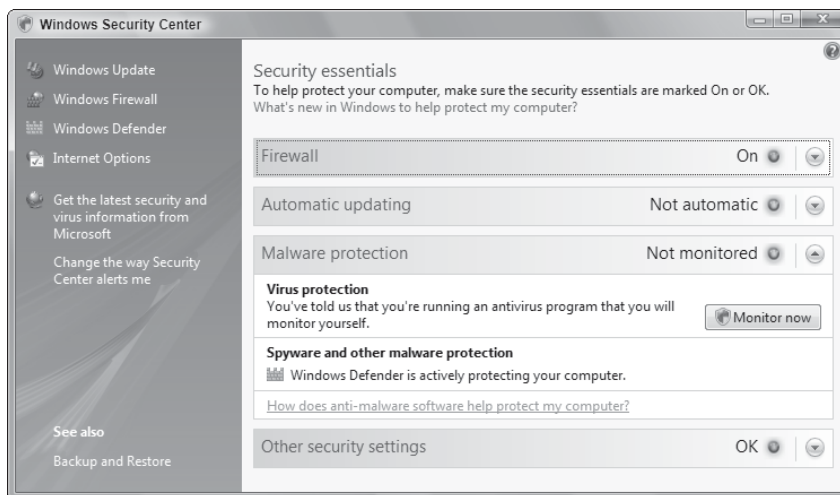 Windows Security Center
Windows Update
Windows Firewall
Windows Defender
Internet Options
Get the latest security and
virus information from
Microsoft
Change the way Security
Center alerts me
See also
Backup and Restore
Security essentials
To help protect your computer, make sure the security essentials are marked On or OK.
What's new in Windows to help protect my computer?
Firewall On
Automatic updating Not automatic
Malware protection Not monitored
Virus protection
You've told us that you're running an antivirus program that you will
monitor yourself.
Monitor now
Spyware and other malware protection
Windows Defender is actively protecting your computer.
How does anti-malware software help protect my computer?
Other security settings OK